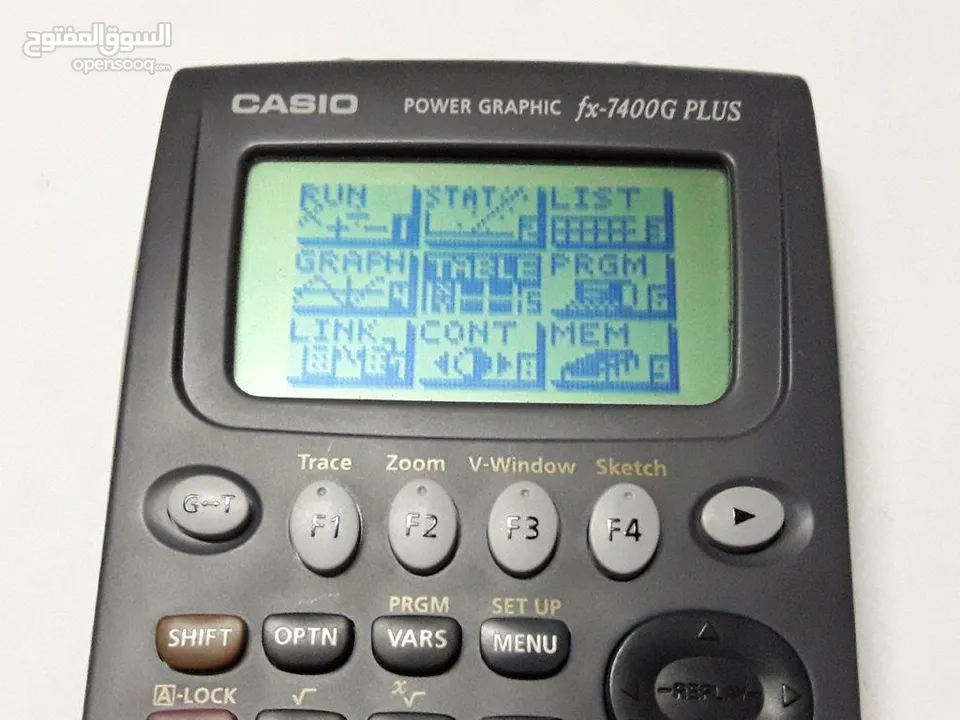 السوق المفتوح
opensooq.com
CASIO POWER GRAPHIC fx-7400G PLUS
RUN STAT LIST
GRAPH TABLE PRGM
LINK CONT MEM
Trace Zoom V-Window Sketch
G↔T F1 F2 F3 F4 ►
PRGM SET UP
SHIFT OPTN VARS MENU
REPLAY
A-LOCK √ x√